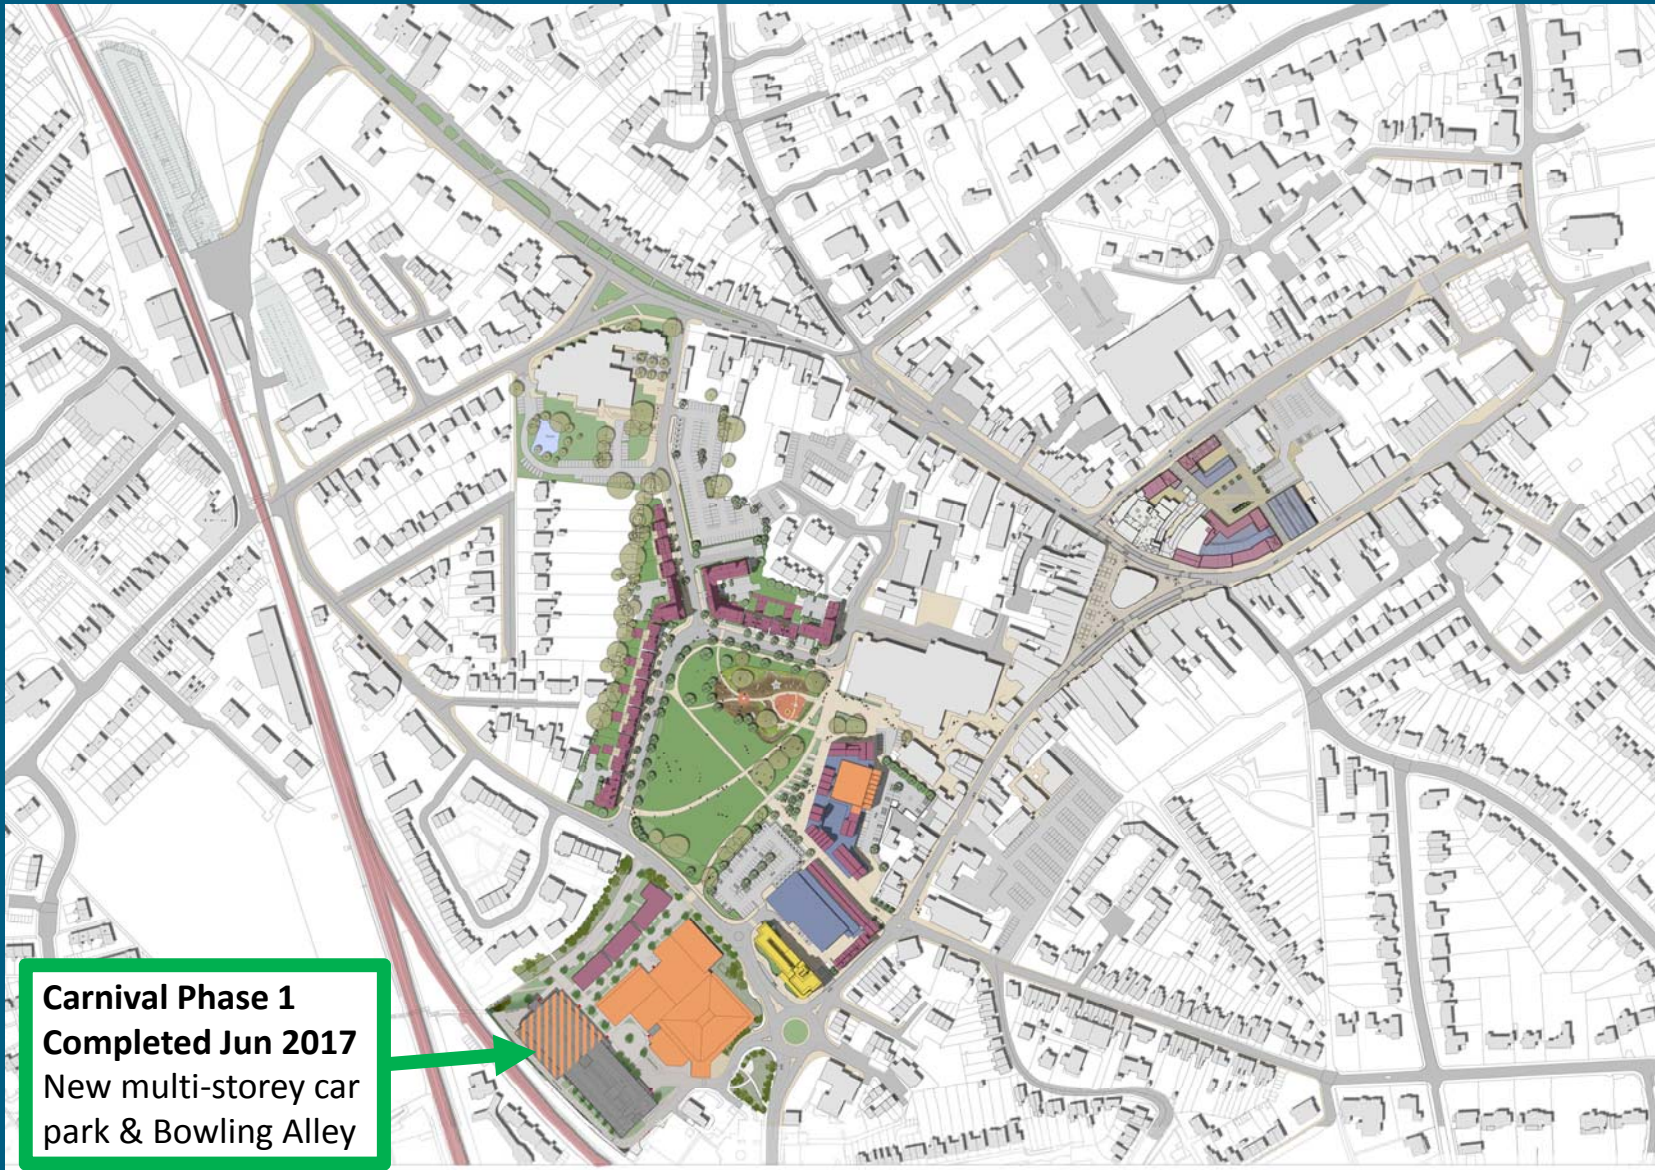 Carnival Phase 1
Completed Jun 2017
New multi-storey car
park & Bowling Alley